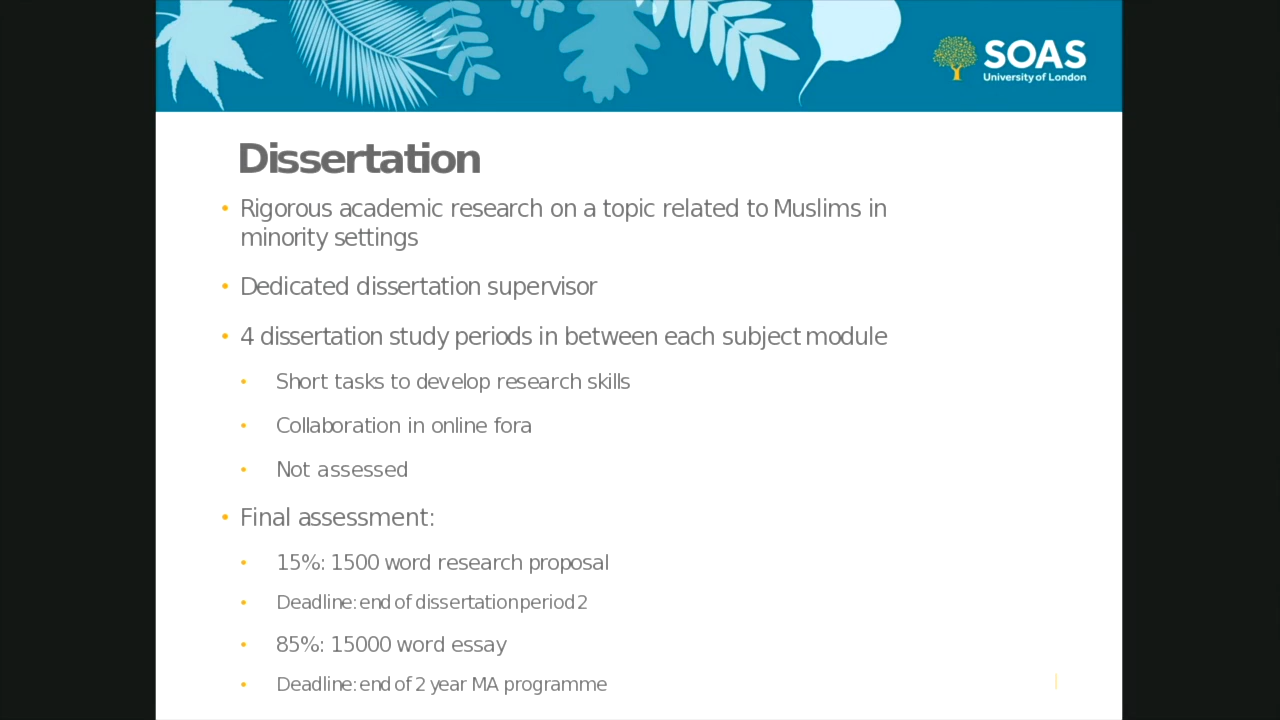 SOAS
University of London
Dissertation
• Rigorous academic research on a topic related to Muslims in
minority settings
• Dedicated dissertation supervisor
• 4 dissertation study periods in between each subject module
• Short tasks to develop research skills
• Collaboration in online fora
• Not assessed
• Final assessment:
• 15%: 1500 word research proposal
• Deadline: end of dissertation period 2
• 85%: 15000 word essay
• Deadline: end of 2 year MA programme